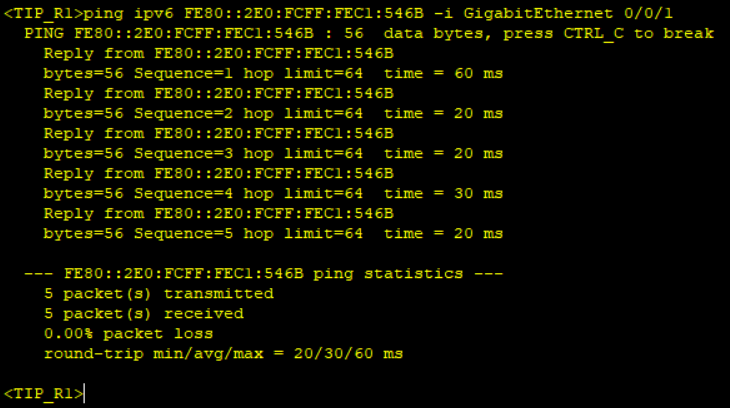 <TIP_R1>ping ipv6 FE80::2E0:FCFF:FEC1:546B -i GigabitEthernet 0/0/1
PING FE80::2E0:FCFF:FEC1:546B : 56  data bytes, press CTRL_C to break
Reply from FE80::2E0:FCFF:FEC1:546B
bytes=56 Sequence=1 hop limit=64  time = 60 ms
Reply from FE80::2E0:FCFF:FEC1:546B
bytes=56 Sequence=2 hop limit=64  time = 20 ms
Reply from FE80::2E0:FCFF:FEC1:546B
bytes=56 Sequence=3 hop limit=64  time = 20 ms
Reply from FE80::2E0:FCFF:FEC1:546B
bytes=56 Sequence=4 hop limit=64  time = 30 ms
Reply from FE80::2E0:FCFF:FEC1:546B
bytes=56 Sequence=5 hop limit=64  time = 20 ms
--- FE80::2E0:FCFF:FEC1:546B ping statistics ---
5 packet(s) transmitted
5 packet(s) received
0.00% packet loss
round-trip min/avg/max = 20/30/60 ms
<TIP_R1>